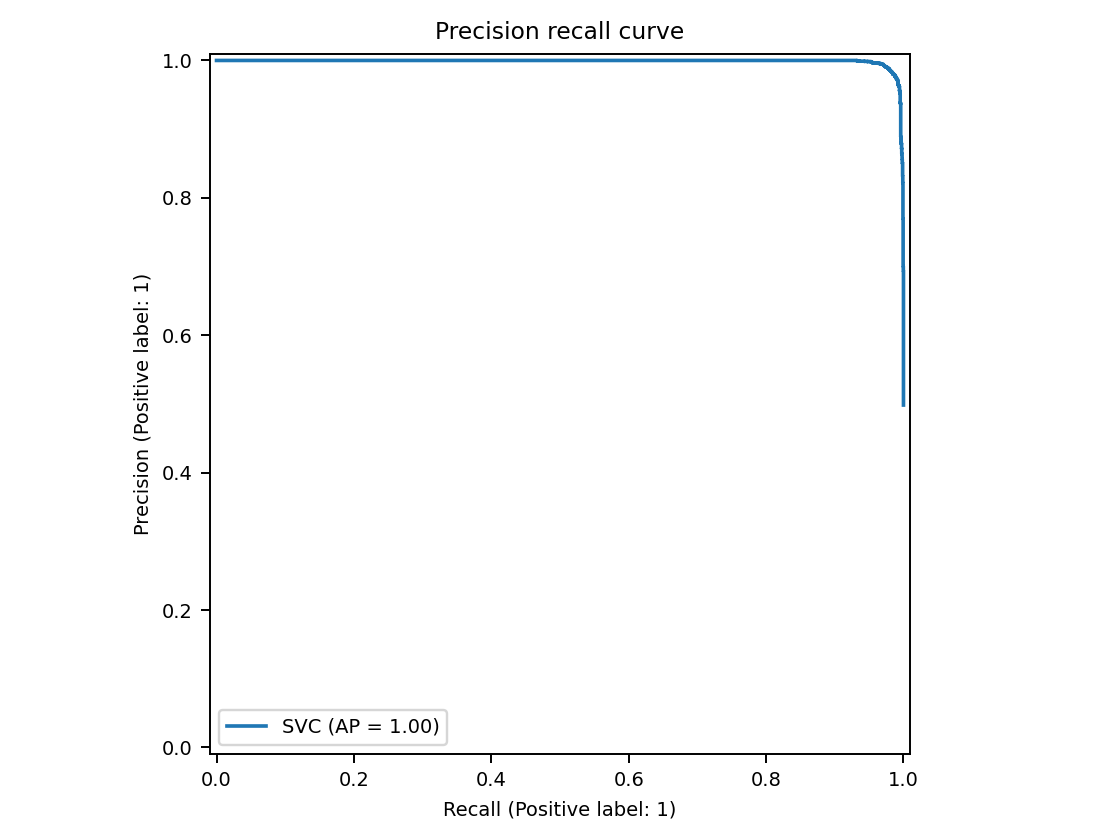 Precision recall curve
1.0
0.8
0.6
0.4
0.2
0.0
Precision (Positive label: 1)
SVC (AP = 1.00)
0.0 0.2 0.4 0.6 0.8 1.0
Recall (Positive label: 1)